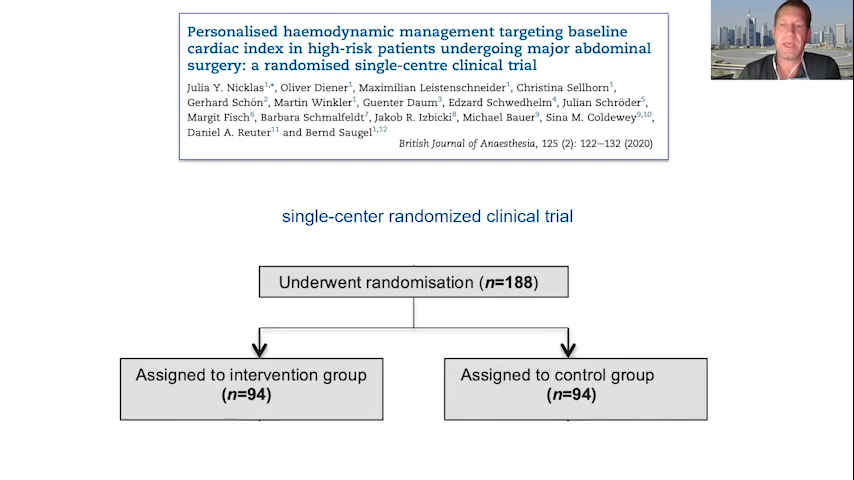 Personalised haemodynamic management targeting baseline
cardiac index in high-risk patients undergoing major abdominal
surgery: a randomised single-centre clinical trial
Julia Y. Nicklas1,*, Oliver Diener1, Maximilian Leistenschneider1, Christina Sellhorn1,
Gerhard Schön2, Martin Winkler1, Guenter Daum3, Edzard Schwedhelm4, Julian Schröder5,
Margit Fisch6, Barbara Schmalfeldt7, Jakob R. Izbicki8, Michael Bauer9, Sina M. Coldewey9,10,
Daniel A. Reuter11 and Bernd Saugel1,12
British Journal of Anaesthesia, 125 (2): 122–132 (2020)
single-center randomized clinical trial
Underwent randomisation (n=188)
Assigned to intervention group
(n=94)
Assigned to control group
(n=94)